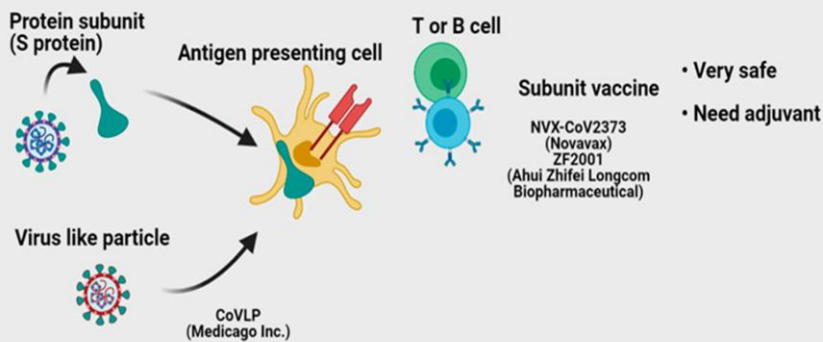 Protein subunit
(S protein)
Antigen presenting cell
T or B cell
Subunit vaccine
NVX-CoV2373
(Novavax)
ZF2001
(Ahui Zhifei Longcom
Biopharmaceutical)
• Very safe
• Need adjuvant
Virus like particle
CoVLP
(Medicago Inc.)